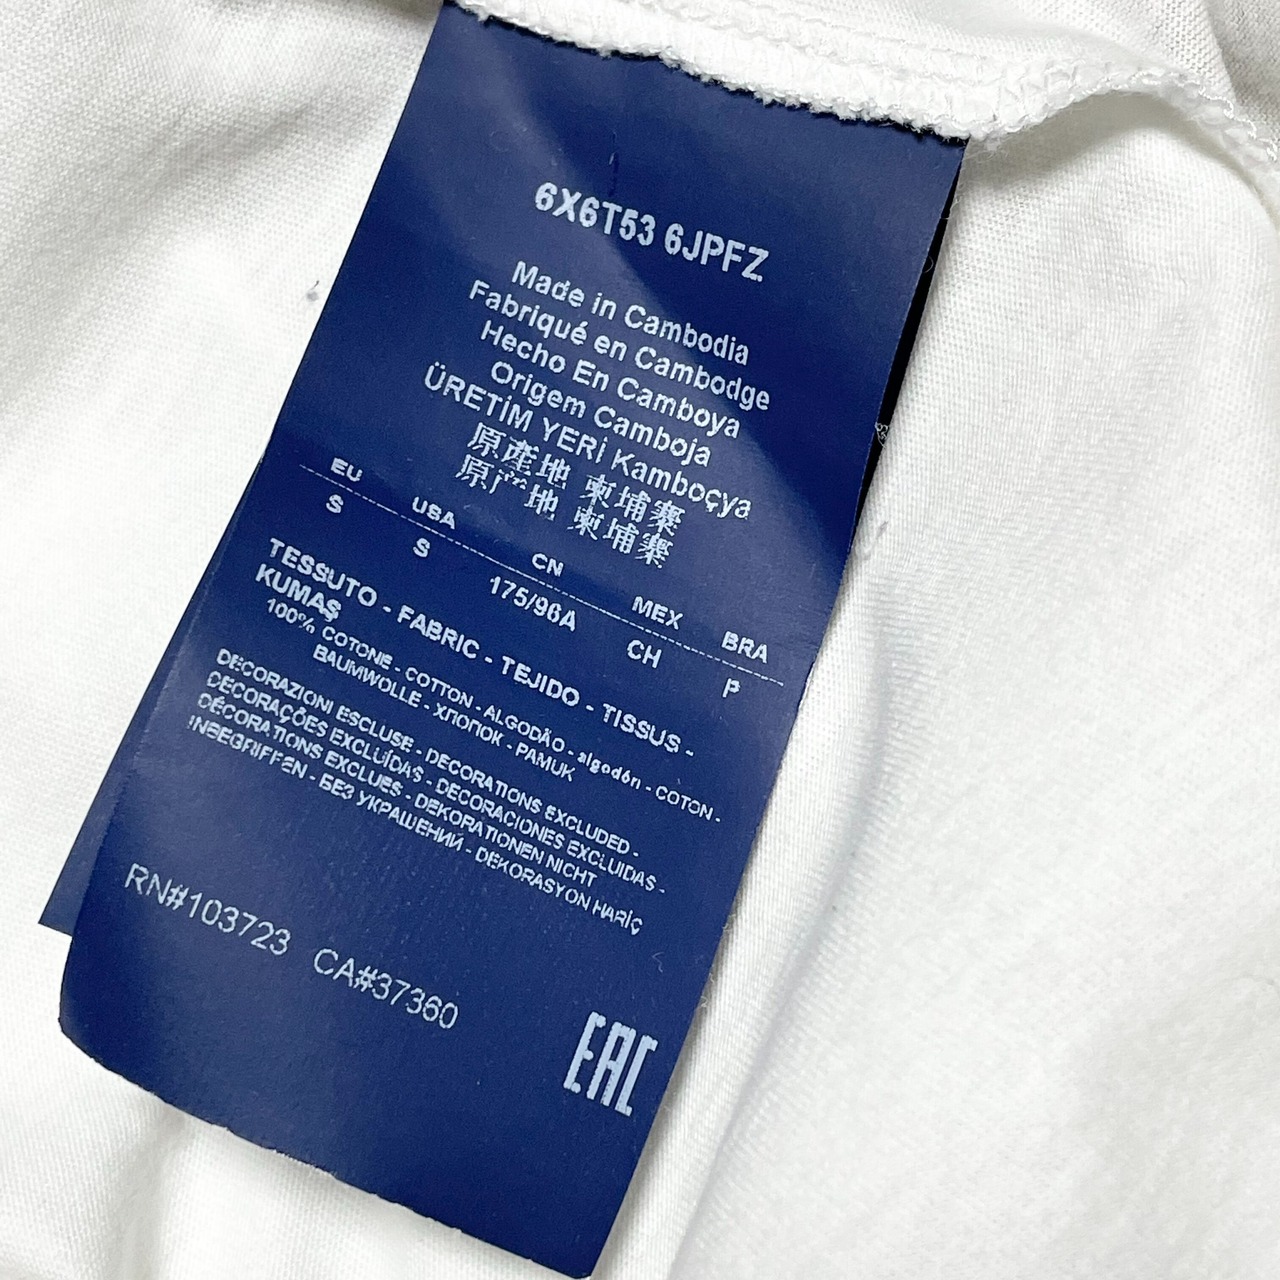 6X6T53 6JPFZ
Made in Cambodia
Fabriqué en Cambodge
Hecho En Camboya
Origem Camboja
ÜRETİM YERİ Kamboçya
原產地 柬埔寨
原产地 柬埔寨
EU USA CN MEX BRA
S S 175/96A CH P
TESSUTO - FABRIC - TEJIDO - TISSUS -
KUMAŞ
100% COTONE - COTTON - ALGODÃO - algodón - COTON -
BAUMWOLLE - ХЛОПОК - PAMUK
DECORAZIONI ESCLUSE - DECORATIONS EXCLUDED -
DECORAÇÕES EXCLUÍDAS - DECORACIONES EXCLUIDAS -
DÉCORATIONS EXCLUES - DEKORATIONEN NICHT
INBEGRIFFEN - БЕЗ УКРАШЕНИЙ - DEKORASYON HARİÇ
RN#103723 CA#37360
EAC